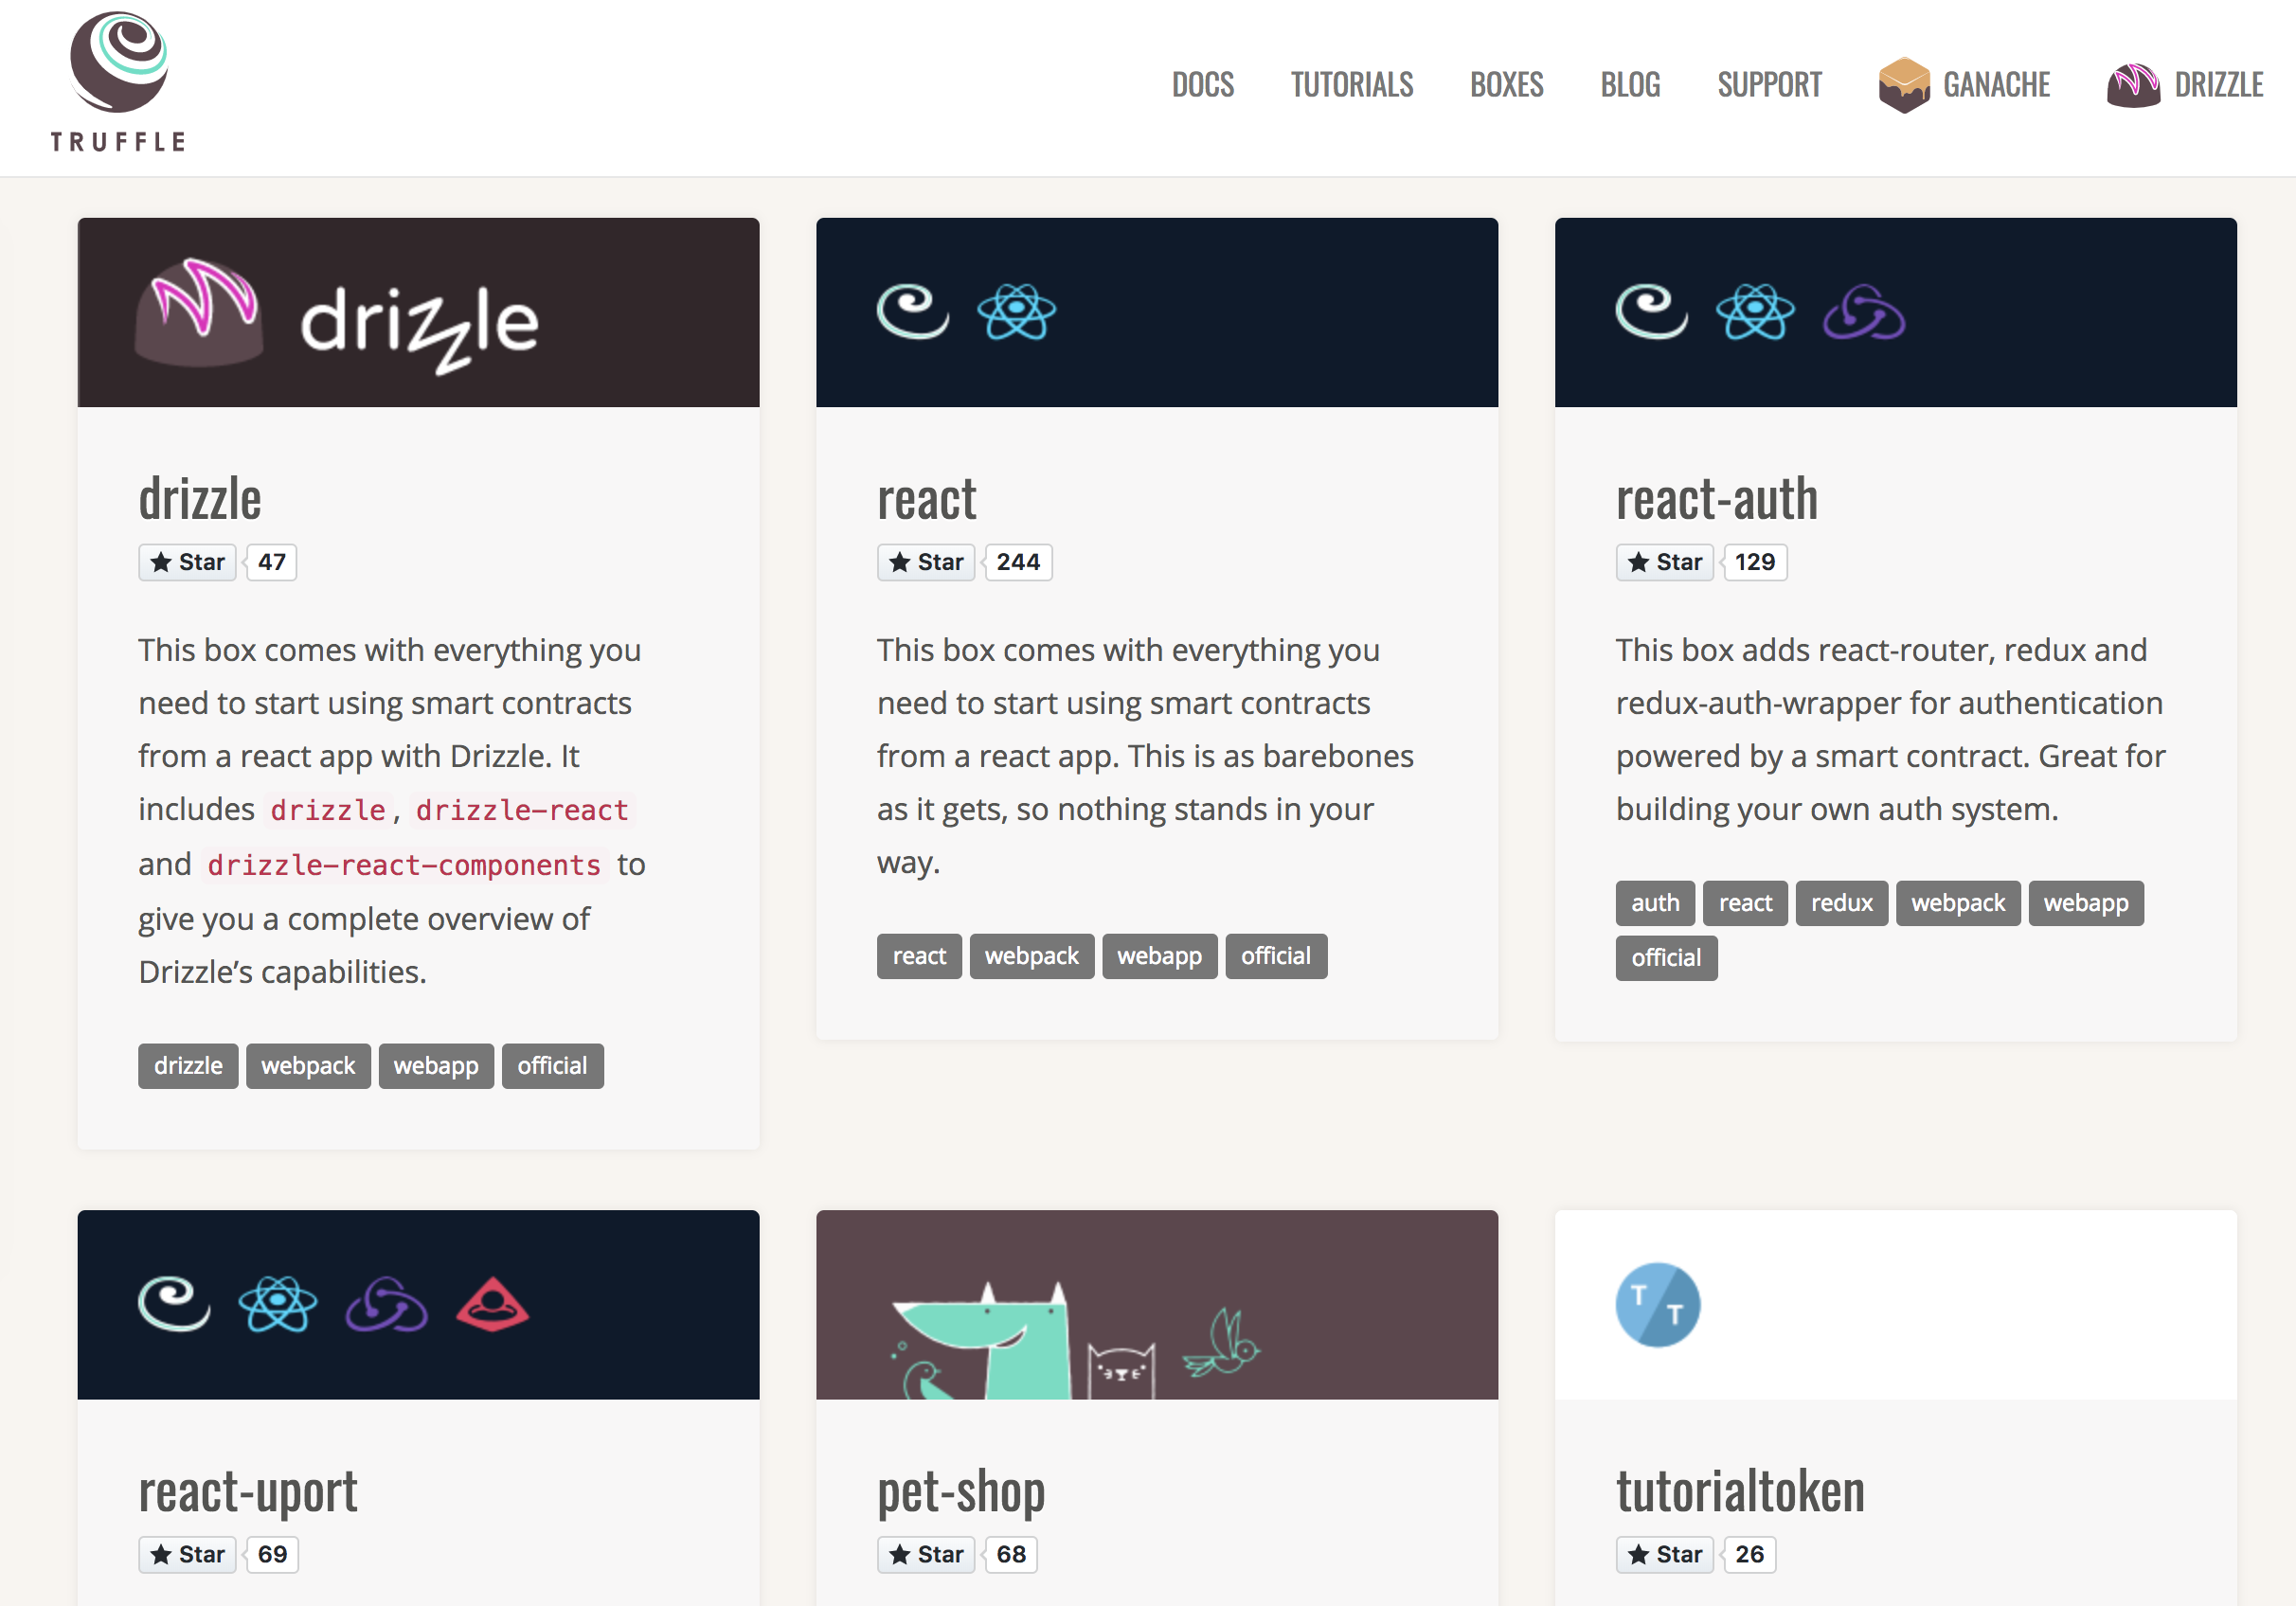 TRUFFLE
DOCS TUTORIALS BOXES BLOG SUPPORT GANACHE DRIZZLE
drizzle
drizzle
Star 47
This box comes with everything you
need to start using smart contracts
from a react app with Drizzle. It
includes drizzle, drizzle-react
and drizzle-react-components to
give you a complete overview of
Drizzle’s capabilities.
drizzle webpack webapp official
react
Star 244
This box comes with everything you
need to start using smart contracts
from a react app. This is as barebones
as it gets, so nothing stands in your
way.
react webpack webapp official
react-auth
Star 129
This box adds react-router, redux and
redux-auth-wrapper for authentication
powered by a smart contract. Great for
building your own auth system.
auth react redux webpack webapp
official
react-uport
Star 69
pet-shop
Star 68
T T
tutorialtoken
Star 26